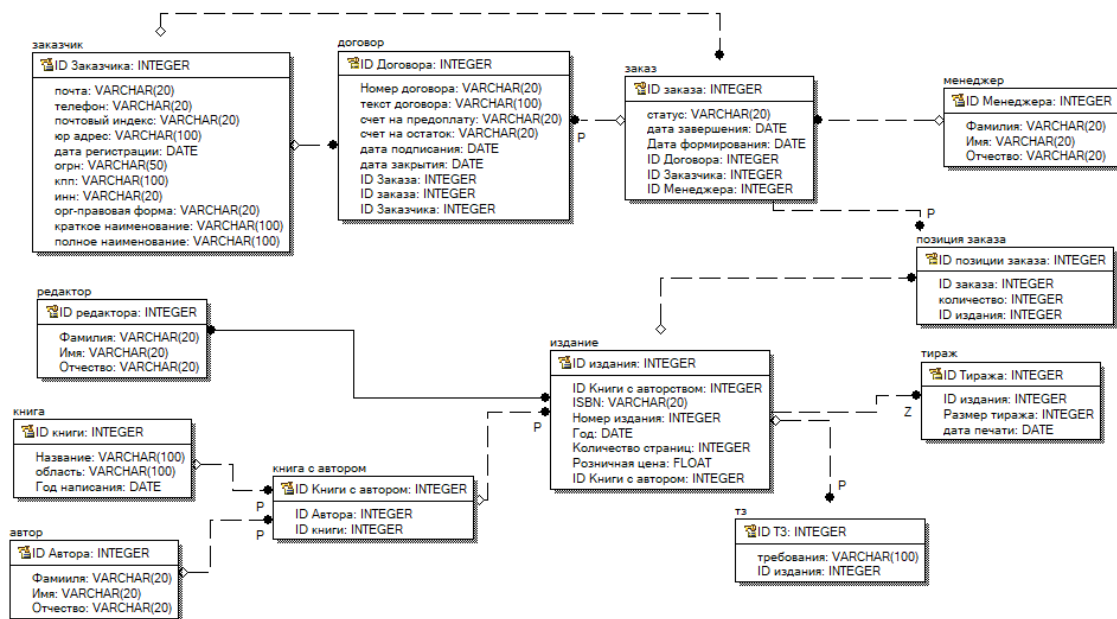 заказчик
ID Заказчика: INTEGER
почта: VARCHAR(20)
телефон: VARCHAR(20)
почтовый индекс: VARCHAR(20)
юр адрес: VARCHAR(100)
дата регистрации: DATE
огрн: VARCHAR(50)
кпп: VARCHAR(100)
инн: VARCHAR(20)
орг-правовая форма: VARCHAR(20)
краткое наименование: VARCHAR(100)
полное наименование: VARCHAR(100)
договор
ID Договора: INTEGER
Номер договора: VARCHAR(20)
текст договора: VARCHAR(100)
счет на предоплату: VARCHAR(20)
счет на остаток: VARCHAR(20)
дата подписания: DATE
дата закрытия: DATE
ID Заказа: INTEGER
ID заказа: INTEGER
ID Заказчика: INTEGER
P
заказ
ID заказа: INTEGER
статус: VARCHAR(20)
дата завершения: DATE
Дата формирования: DATE
ID Договора: INTEGER
ID Заказчика: INTEGER
ID Менеджера: INTEGER
менеджер
ID Менеджера: INTEGER
Фамилия: VARCHAR(20)
Имя: VARCHAR(20)
Отчество: VARCHAR(20)
P
позиция заказа
ID позиции заказа: INTEGER
ID заказа: INTEGER
количество: INTEGER
ID издания: INTEGER
редактор
ID редактора: INTEGER
Фамилия: VARCHAR(20)
Имя: VARCHAR(20)
Отчество: VARCHAR(20)
издание
ID издания: INTEGER
ID Книги с авторством: INTEGER
ISBN: VARCHAR(20)
Номер издания: INTEGER
Год: DATE
Количество страниц: INTEGER
Розничная цена: FLOAT
ID Книги с автором: INTEGER
P
тираж
ID Тиража: INTEGER
ID издания: INTEGER
Размер тиража: INTEGER
дата печати: DATE
Z
книга
ID книги: INTEGER
Название: VARCHAR(100)
область: VARCHAR(100)
Год написания: DATE
P
книга с автором
ID Книги с автором: INTEGER
ID Автора: INTEGER
ID книги: INTEGER
P
P
тз
ID ТЗ: INTEGER
требования: VARCHAR(100)
ID издания: INTEGER
автор
ID Автора: INTEGER
Фамииля: VARCHAR(20)
Имя: VARCHAR(20)
Отчество: VARCHAR(20)